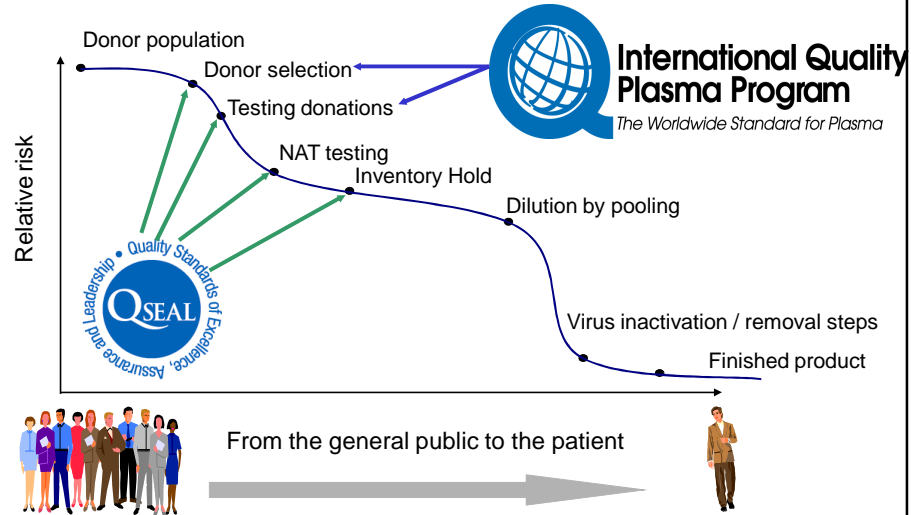 Donor population
Donor selection
Testing donations
NAT testing
Inventory Hold
Dilution by pooling
Virus inactivation / removal steps
Finished product
Relative risk
International Quality
Plasma Program
The Worldwide Standard for Plasma
QSEAL
Quality Standards of Excellence, Assurance and Leadership •
From the general public to the patient